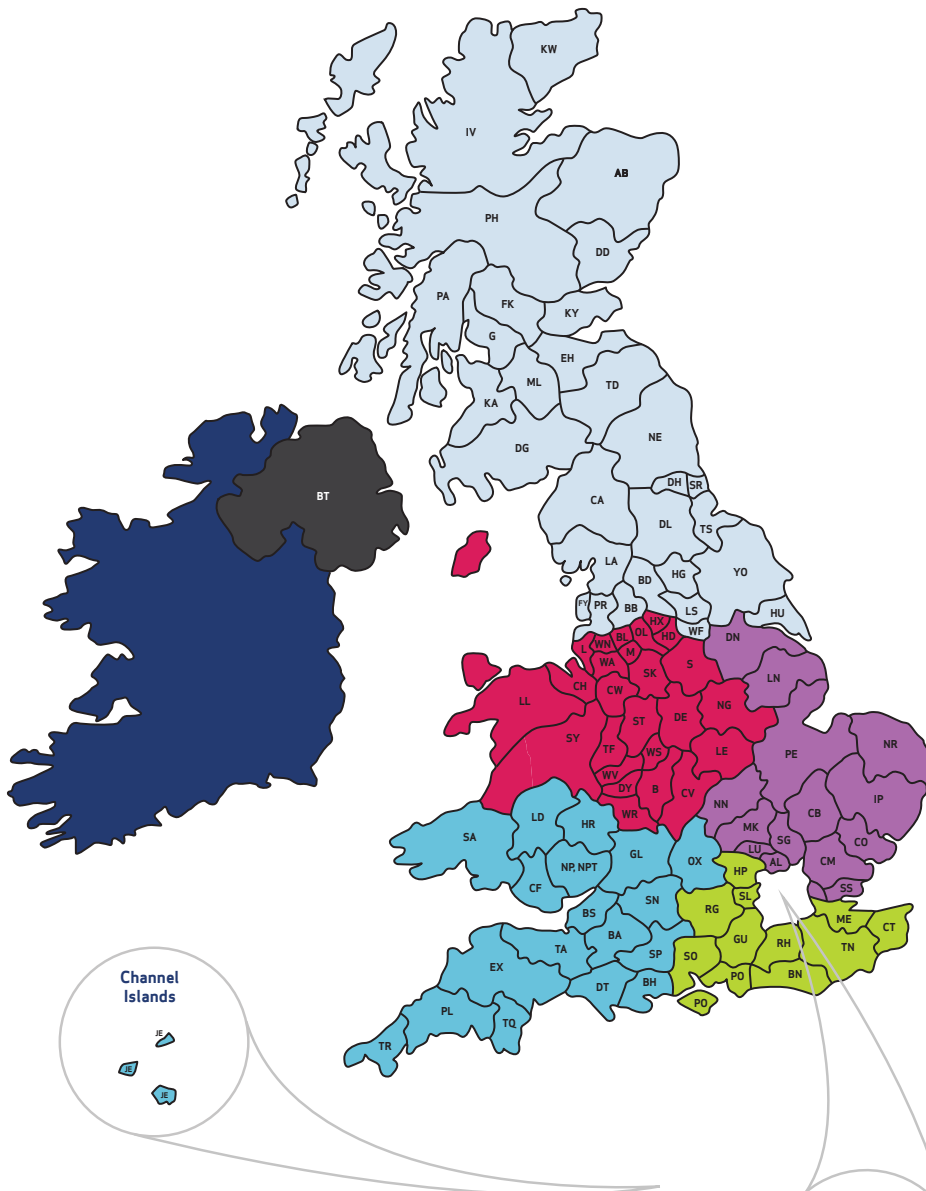 KW
IV
AB
PH
DD
PA
FK
KY
G
EH
ML
TD
KA
NE
DG
BT
DH
SR
CA
DL
TS
LA
HG
YO
BD
FY
PR
BB
LS
HU
WF
HX
DN
BL
OL
HD
WN
L
M
WA
S
SK
LN
CH
CW
LL
NG
ST
DE
SY
TF
WS
LE
PE
NR
WV
DY
B
CV
WR
NN
IP
CB
LD
HR
SA
MK
SG
CO
GL
OX
LU
AL
CM
NP, NPT
HP
CF
SS
SL
SN
RG
BS
ME
CT
BA
GU
RH
TN
TA
SP
SO
EX
PO
BN
DT
BH
PO
PL
TQ
TR
Channel
Islands
JE
JE
JE